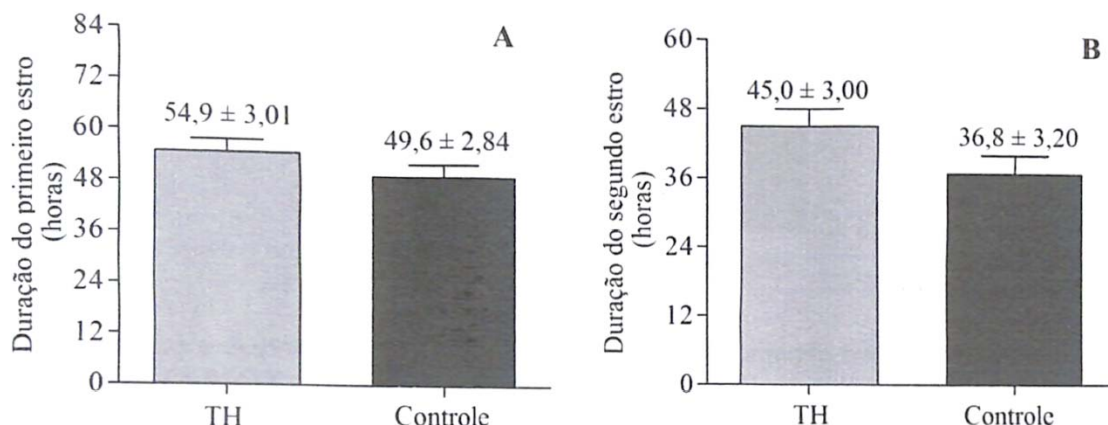 Duração do primeiro estro
(horas)
84
72
60
48
36
24
12
0
A
54,9 ± 3,01
49,6 ± 2,84
TH
Controle
Duração do segundo estro
(horas)
60
48
36
24
12
0
B
45,0 ± 3,00
36,8 ± 3,20
TH
Controle